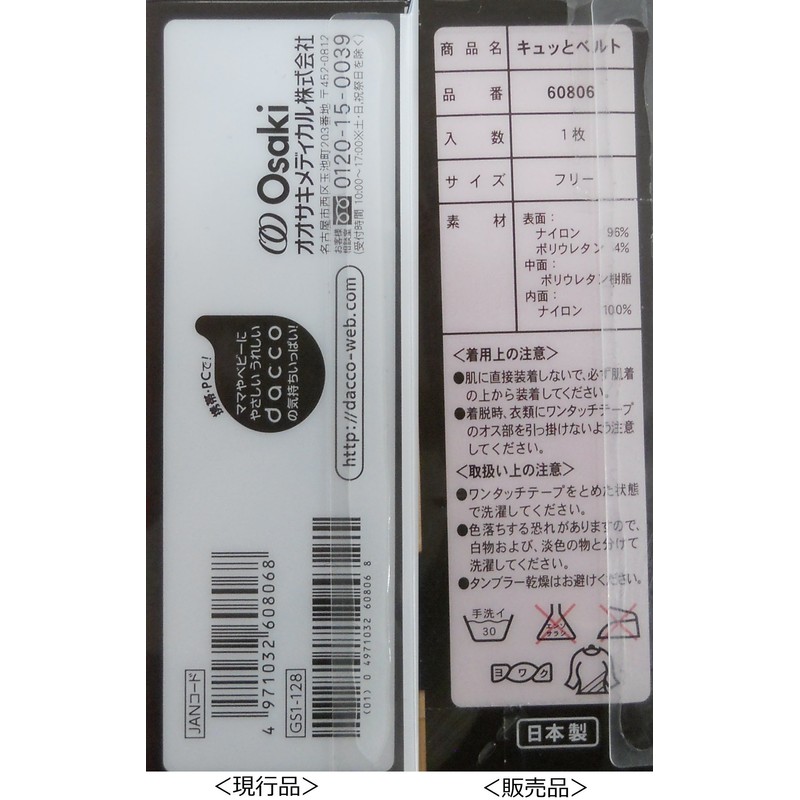 Osaki
オオサキメディカル株式会社
名古屋市西区玉池町203番地 〒452-0812
お客様相談室 0120-15-0039
(受付時間 10:00〜17:00※土・日,祝祭日を除く)
携帯・PCで!
ママやベビーに
やさしい うれしい
dacco
の気持ちいっぱい!
http://dacco-web.com
JANコード
4 971032 608068
GS1-128
(01) 0 4971032 60806 8
商品名 キュッとベルト
品番 60806
入数 1枚
サイズ フリー
素材 表面:
ナイロン 96%
ポリウレタン 4%
中面:
ポリウレタン樹脂
内面:
ナイロン 100%
<着用上の注意>
●肌に直接装着しないで、必ず肌着
の上から装着してください。
●着脱時、衣類にワンタッチテープ
のオス部を引っ掛けないよう注意
してください。
<取扱い上の注意>
●ワンタッチテープをとめた状態
で洗濯してください。
●色落ちする恐れがありますので、
白物および、淡色の物と分けて
洗濯してください。
●タンブラー乾燥はお避けください。
手洗イ
30
エンソ
サラシ
ヨワク
日本製
<現行品>
<販売品>